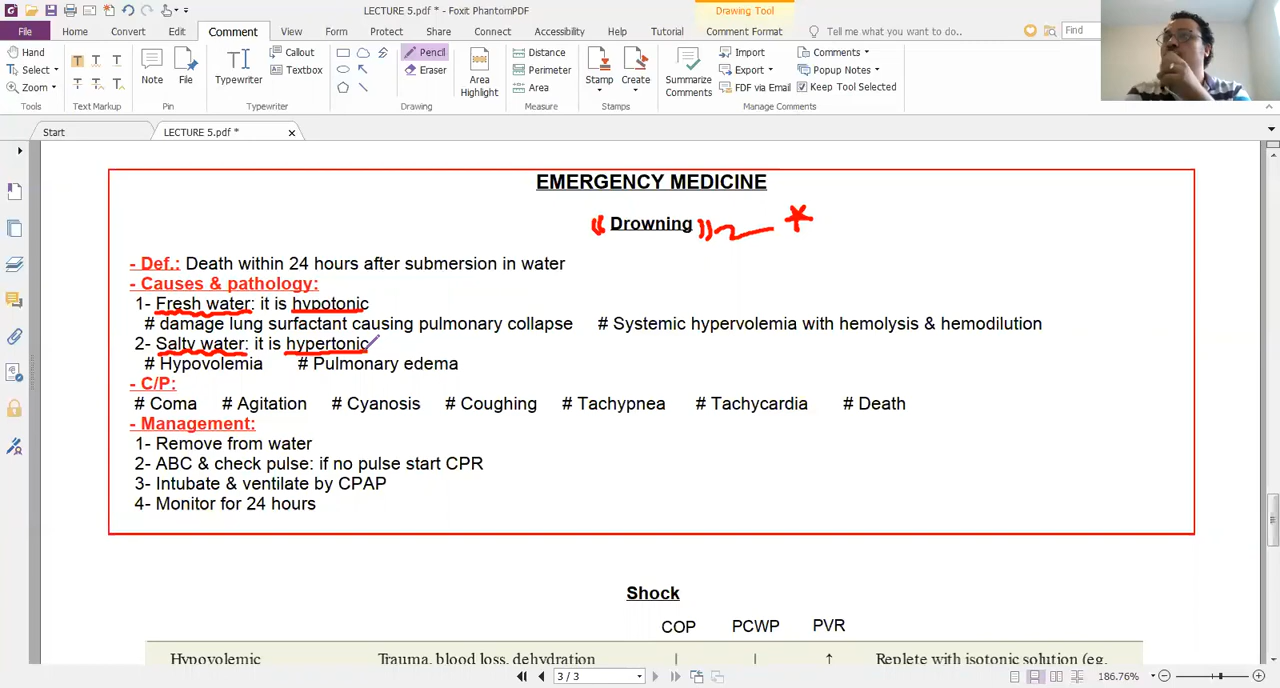 LECTURE 5.pdf * - Foxit PhantomPDF
Drawing Tool
File Home Convert Edit Comment View Form Protect Share Connect Accessibility Help Tutorial Comment Format Tell me what you want to do.. Find
Hand
Select
Zoom
Tools
T T T
T T T
Text Markup
Note
File
Pin
Typewriter
Callout
Textbox
Typewriter
Pencil
Eraser
Drawing
Area
Highlight
Distance
Perimeter
Area
Measure
Stamp Create
Stamps
Summarize
Comments
Import
Export
FDF via Email
Comments
Popup Notes
Keep Tool Selected
Manage Comments
Start LECTURE 5.pdf *
EMERGENCY MEDICINE
(( Drowning )) *
- Def.: Death within 24 hours after submersion in water
- Causes & pathology:
1- Fresh water: it is hypotonic
# damage lung surfactant causing pulmonary collapse # Systemic hypervolemia with hemolysis & hemodilution
2- Salty water: it is hypertonic
# Hypovolemia # Pulmonary edema
- C/P:
# Coma # Agitation # Cyanosis # Coughing # Tachypnea # Tachycardia # Death
- Management:
1- Remove from water
2- ABC & check pulse: if no pulse start CPR
3- Intubate & ventilate by CPAP
4- Monitor for 24 hours
Shock
COP PCWP PVR
Hypovolemic Trauma, blood loss, dehydration ↑ Replete with isotonic solution (eg.
3 / 3
186.76%